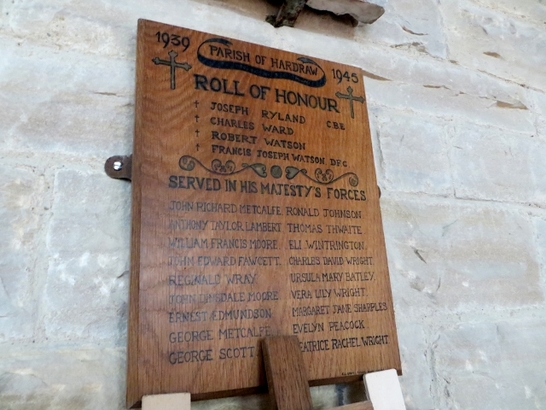 1939 PARISH OF HARDRAW 1945
ROLL OF HONOUR
† JOSEPH RYLAND CBE
† CHARLES WARD
† ROBERT WATSON
† FRANCIS JOSEPH WATSON DFC
SERVED IN HIS MAJESTY'S FORCES
JOHN RICHARD METCALFE RONALD JOHNSON
ANTHONY TAYLOR LAMBERT THOMAS THWAITE
WILLIAM FRANCIS MOORE ELI WINTRINGTON
JOHN EDWARD FAWCETT CHARLES DAVID WRIGHT
REGINALD WRAY URSULA MARY BATLEY
JOHN DINSDALE MOORE VERA LILY WRIGHT
ERNEST EDMUNDSON MARGARET JANE SHARPLES
GEORGE METCALFE EVELYN PEACOCK
GEORGE SCOTT BEATRICE RACHEL WRIGHT